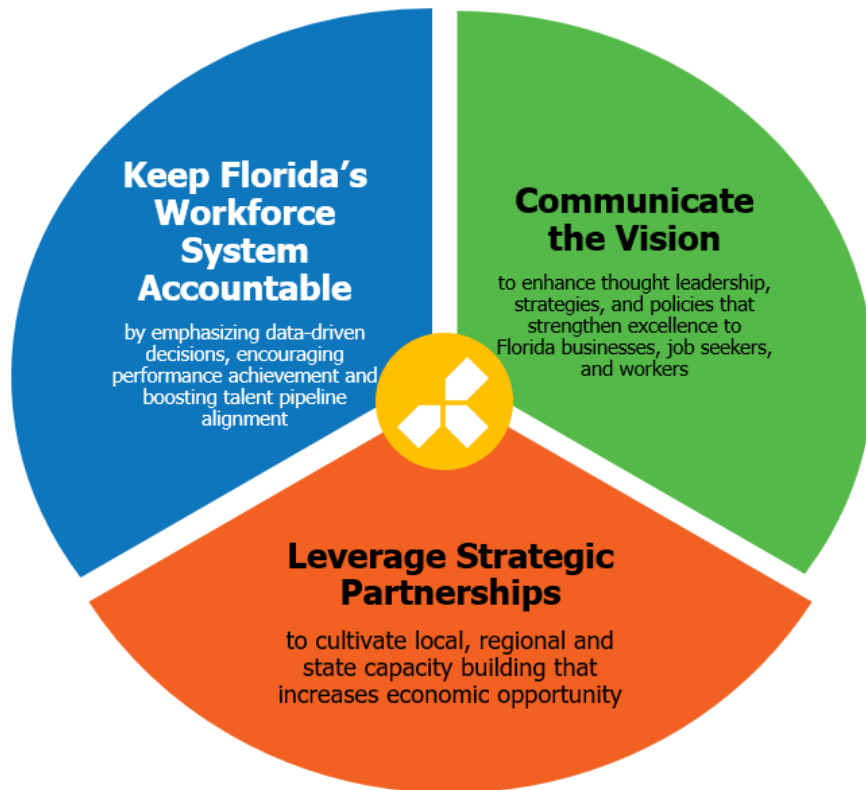 Keep Florida's
Workforce
System
Accountable
by emphasizing data-driven
decisions, encouraging
performance achievement and
boosting talent pipeline
alignment
Communicate
the Vision
to enhance thought leadership,
strategies, and policies that
strengthen excellence to
Florida businesses, job seekers,
and workers
Leverage Strategic
Partnerships
to cultivate local, regional and
state capacity building that
increases economic opportunity